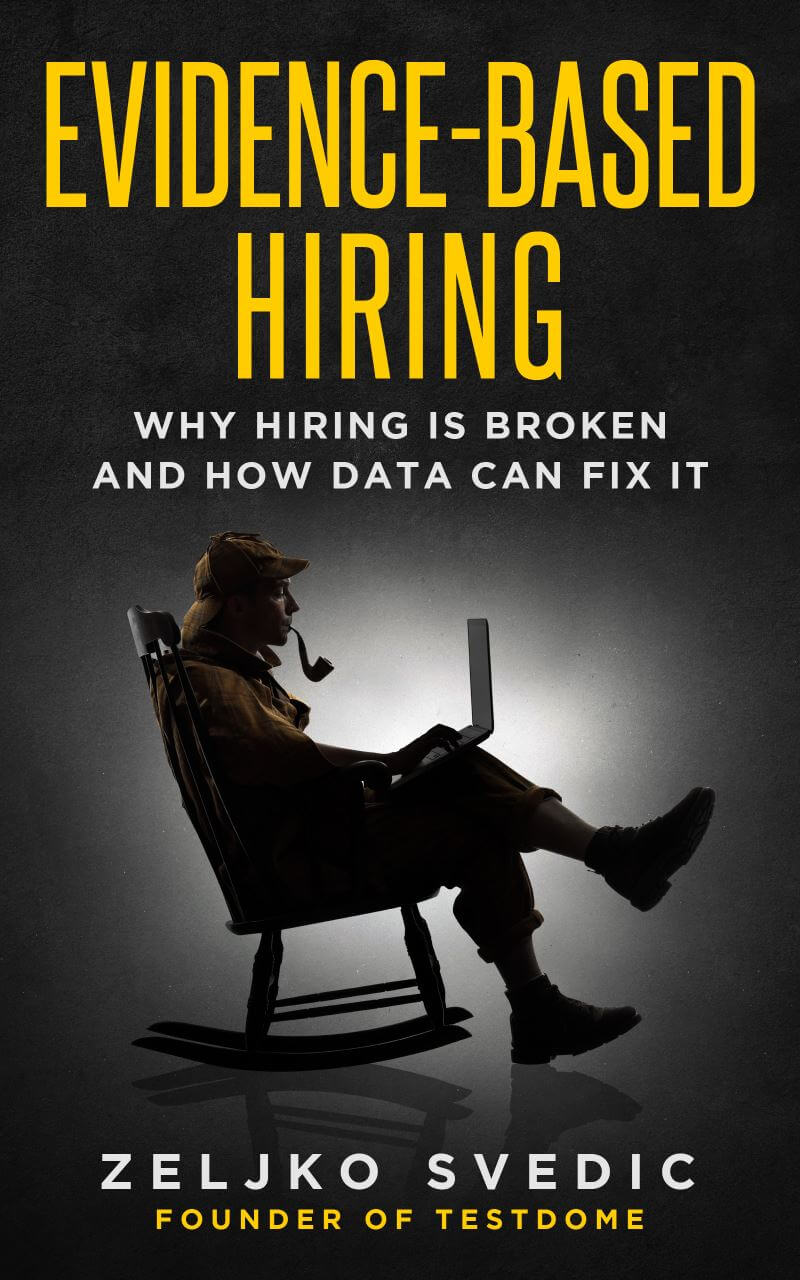 EVIDENCE-BASED
HIRING
WHY HIRING IS BROKEN
AND HOW DATA CAN FIX IT
ZELJKO SVEDIC
FOUNDER OF TESTDOME